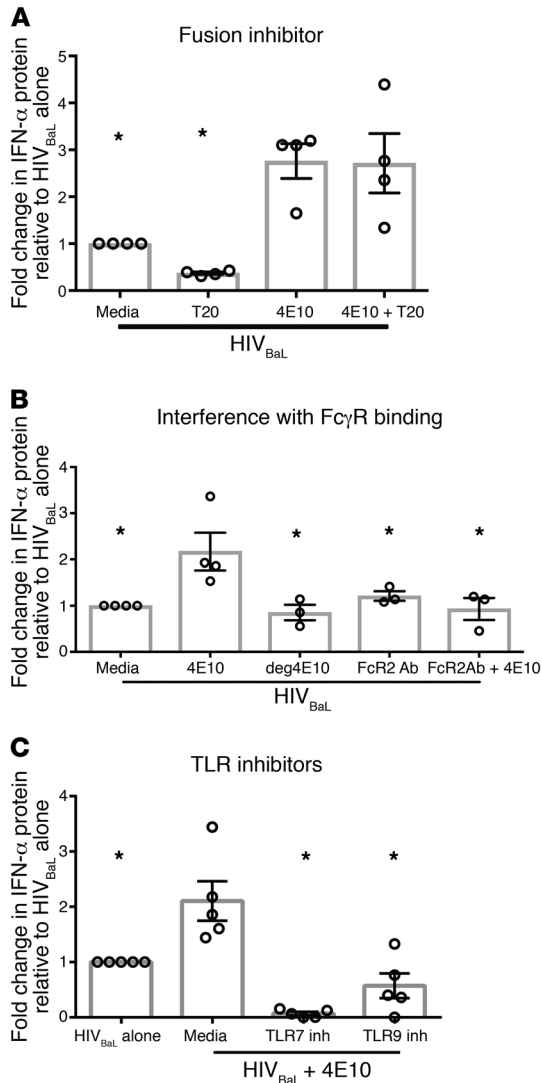 A
Fusion inhibitor
Fold change in IFN-α protein
relative to HIVBaL alone
5
4
3
2
1
0
* *
Media T20 4E10 4E10 + T20
HIVBaL
B
Interference with FcγR binding
Fold change in IFN-α protein
relative to HIVBaL alone
4
3
2
1
0
* * * *
Media 4E10 deg4E10 FcR2 Ab FcR2Ab + 4E10
HIVBaL
C
TLR inhibitors
Fold change in IFN-α protein
relative to HIVBaL alone
4
3
2
1
0
* * *
HIVBaL alone Media TLR7 inh TLR9 inh
HIVBaL + 4E10